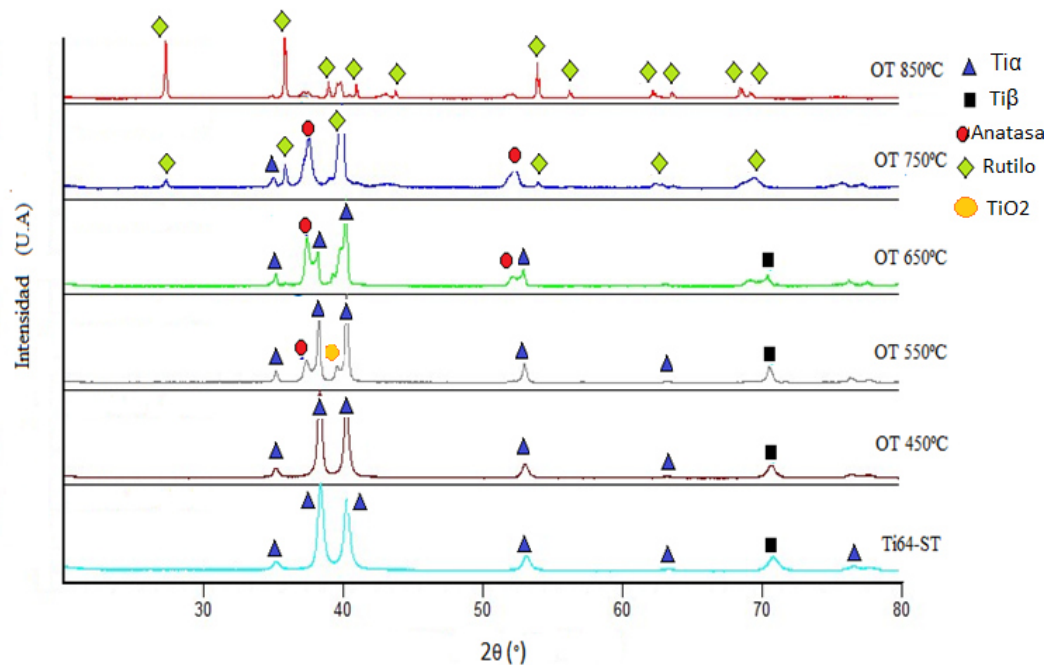 OT 850ºC
OT 750ºC
OT 650ºC
OT 550ºC
OT 450ºC
Ti64-ST
Tiα
Tiβ
Anatasa
Rutilo
TiO2
Intensidad (U.A)
30 40 50 60 70 80
2θ (°)